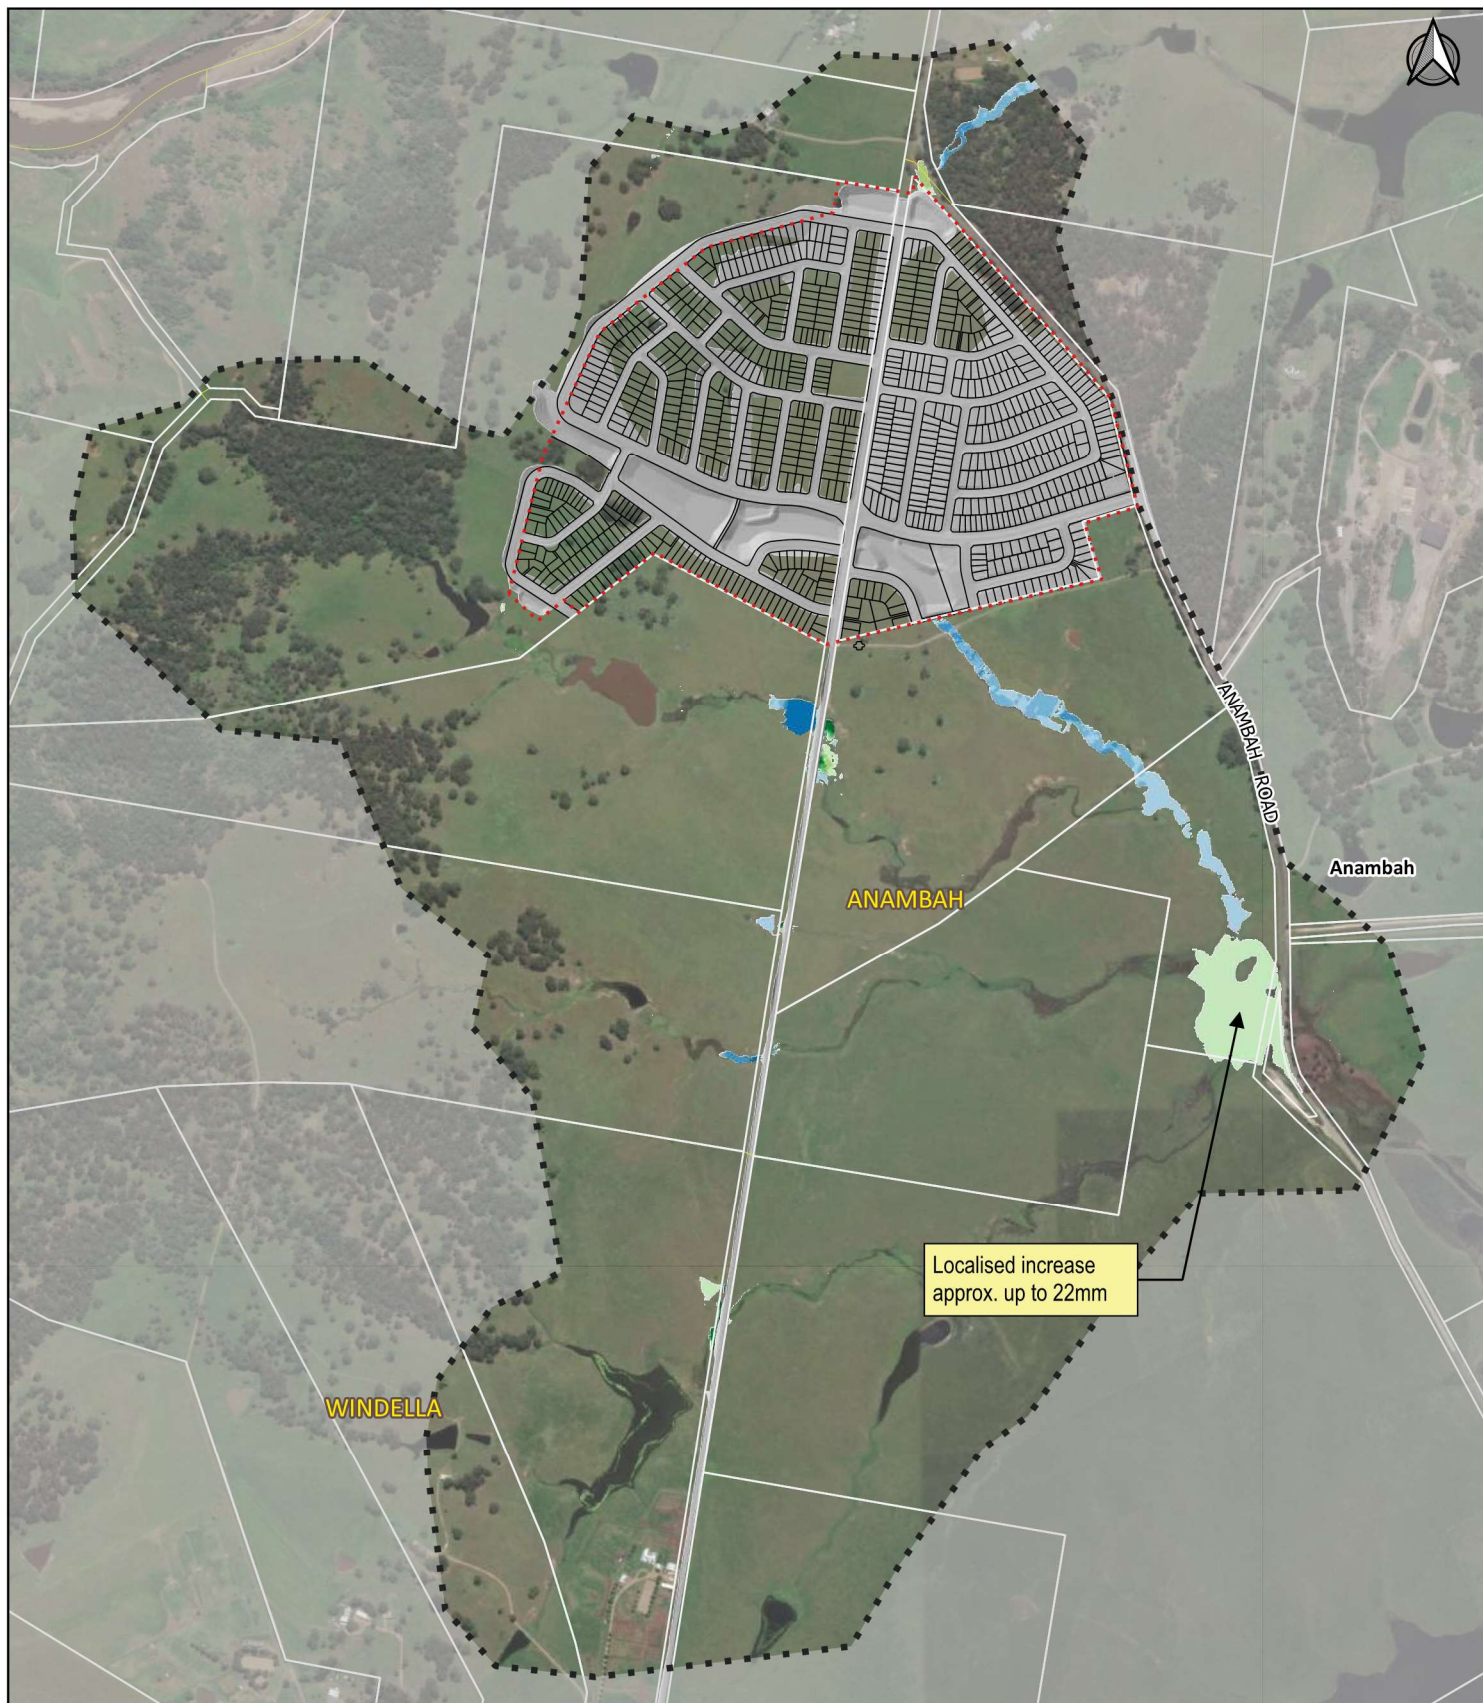 ANAMBAH ROAD
Anambah
ANAMBAH
Localised increase
approx. up to 22mm
WINDELLA